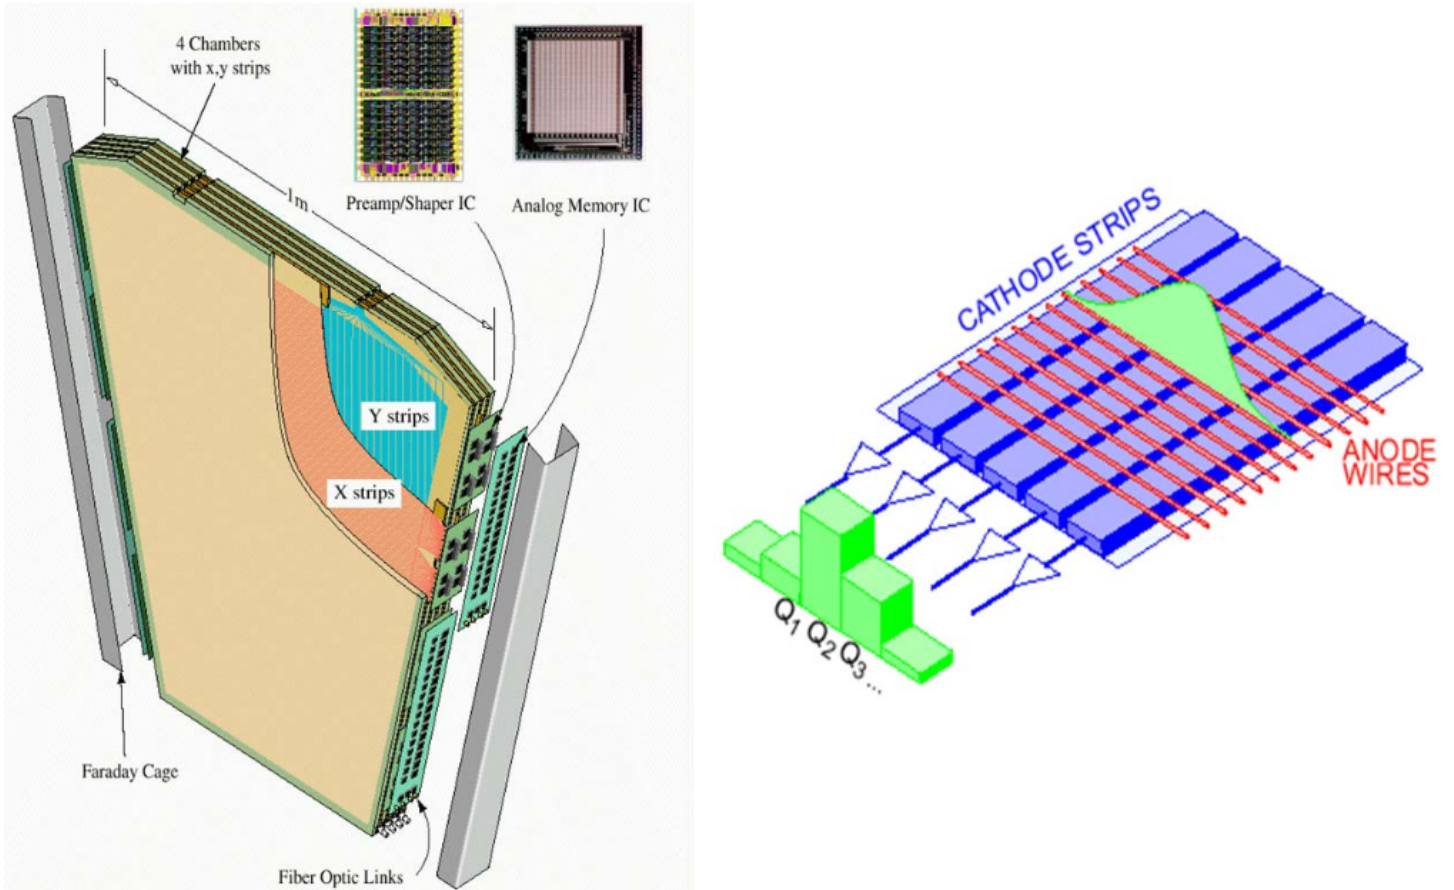 4 Chambers
with x,y strips
1m
Preamp/Shaper IC
Analog Memory IC
Y strips
X strips
Faraday Cage
Fiber Optic Links
CATHODE STRIPS
ANODE
WIRES
Q1 Q2 Q3 ...